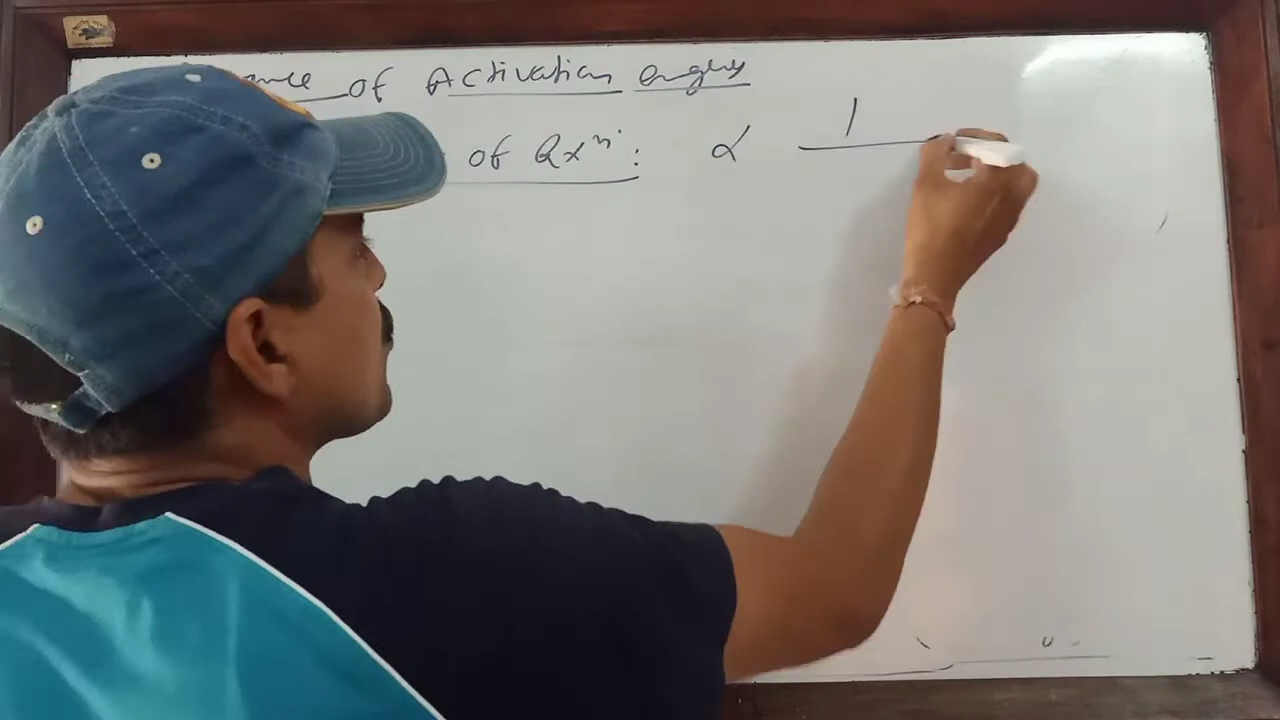 of Activation energy
of Rxⁿ: ∝ 1